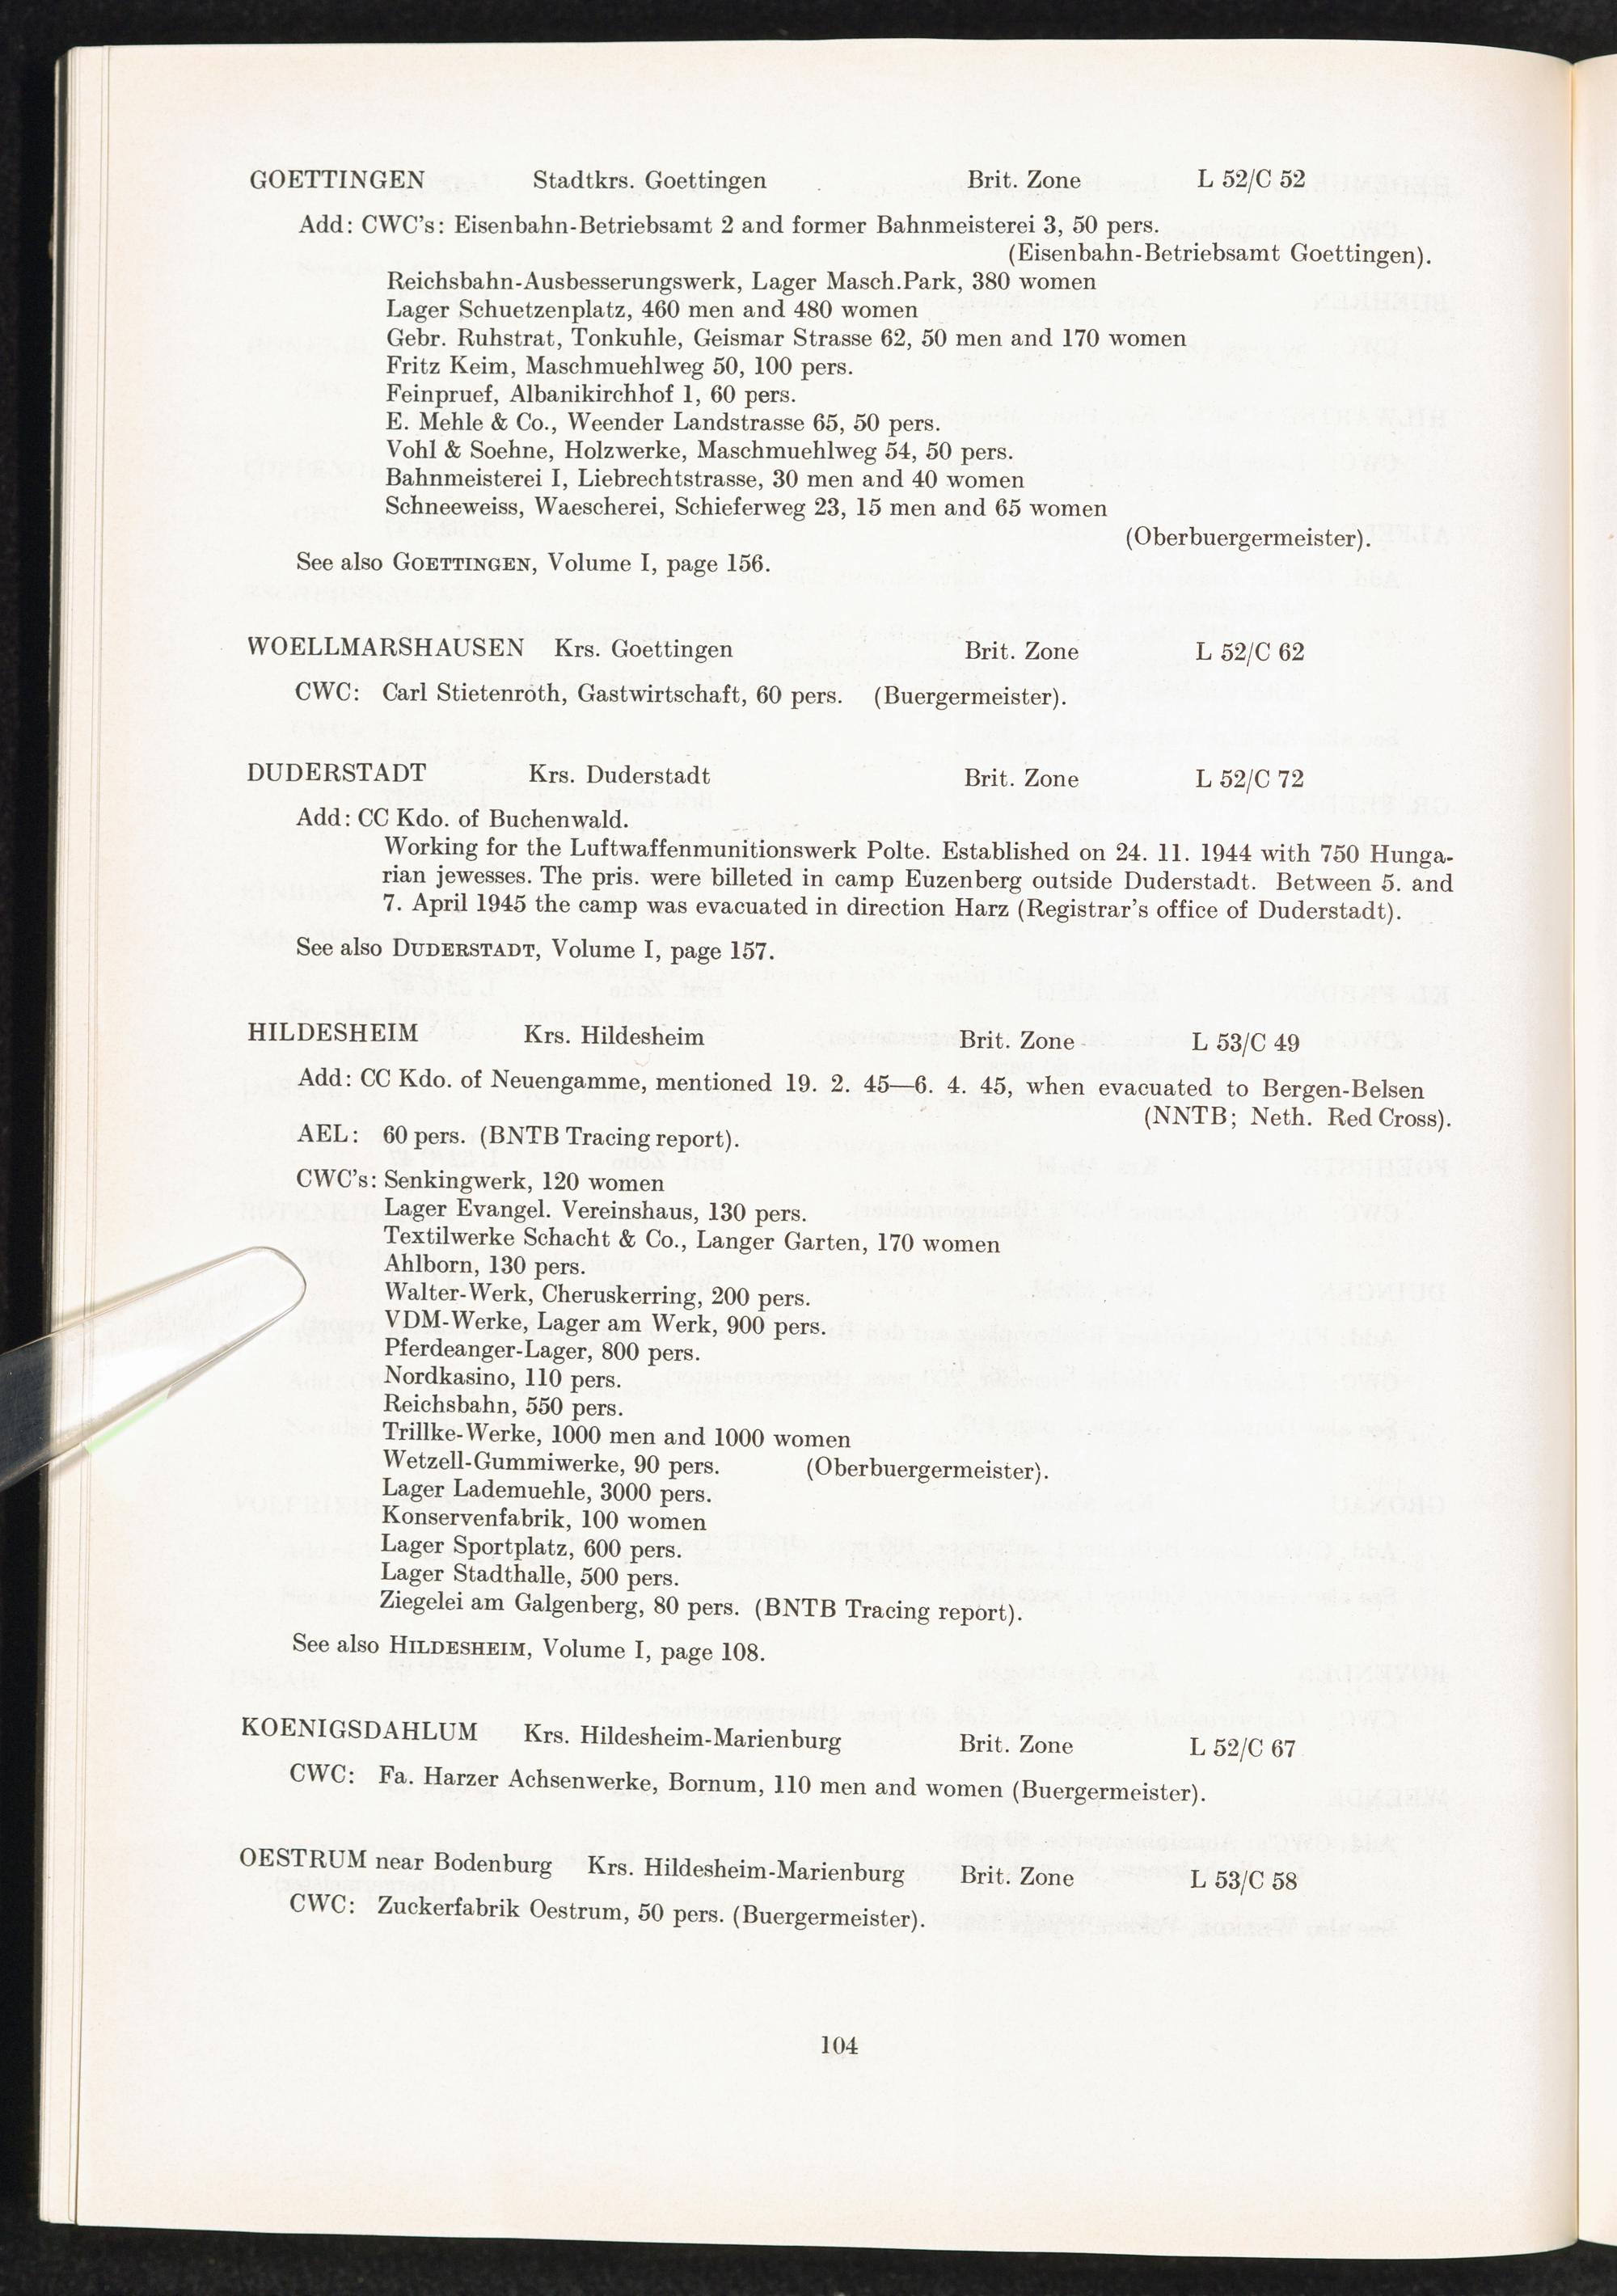 GOETTINGEN Stadtkrs. Goettingen Brit. Zone L 52/C 52
Add: CWC's: Eisenbahn-Betriebsamt 2 and former Bahnmeisterei 3, 50 pers.
(Eisenbahn-Betriebsamt Goettingen).
Reichsbahn-Ausbesserungswerk, Lager Masch.Park, 380 women
Lager Schuetzenplatz, 460 men and 480 women
Gebr. Ruhstrat, Tonkuhle, Geismar Strasse 62, 50 men and 170 women
Fritz Keim, Maschmuehlweg 50, 100 pers.
Feinpruef, Albanikirchhof 1, 60 pers.
E. Mehle & Co., Weender Landstrasse 65, 50 pers.
Vohl & Soehne, Holzwerke, Maschmuehlweg 54, 50 pers.
Bahnmeisterei I, Liebrechtstrasse, 30 men and 40 women
Schneeweiss, Waescherei, Schieferweg 23, 15 men and 65 women
(Oberbuergermeister).
See also GOETTINGEN, Volume I, page 156.
WOELLMARSHAUSEN Krs. Goettingen Brit. Zone L 52/C 62
CWC: Carl Stietenroth, Gastwirtschaft, 60 pers. (Buergermeister).
DUDERSTADT Krs. Duderstadt Brit. Zone L 52/C 72
Add: CC Kdo. of Buchenwald.
Working for the Luftwaffenmunitionswerk Polte. Established on 24. 11. 1944 with 750 Hunga-
rian jewesses. The pris. were billeted in camp Euzenberg outside Duderstadt. Between 5. and
7. April 1945 the camp was evacuated in direction Harz (Registrar's office of Duderstadt).
See also DUDERSTADT, Volume I, page 157.
HILDESHEIM Krs. Hildesheim Brit. Zone L 53/C 49
Add: CC Kdo. of Neuengamme, mentioned 19. 2. 45—6. 4. 45, when evacuated to Bergen-Belsen
(NNTB; Neth. Red Cross).
AEL: 60 pers. (BNTB Tracing report).
CWC's: Senkingwerk, 120 women
Lager Evangel. Vereinshaus, 130 pers.
Textilwerke Schacht & Co., Langer Garten, 170 women
Ahlborn, 130 pers.
Walter-Werk, Cheruskerring, 200 pers.
VDM-Werke, Lager am Werk, 900 pers.
Pferdeanger-Lager, 800 pers.
Nordkasino, 110 pers.
Reichsbahn, 550 pers.
Trillke-Werke, 1000 men and 1000 women
Wetzell-Gummiwerke, 90 pers. (Oberbuergermeister).
Lager Lademuehle, 3000 pers.
Konservenfabrik, 100 women
Lager Sportplatz, 600 pers.
Lager Stadthalle, 500 pers.
Ziegelei am Galgenberg, 80 pers. (BNTB Tracing report).
See also HILDESHEIM, Volume I, page 108.
KOENIGSDAHLUM Krs. Hildesheim-Marienburg Brit. Zone L 52/C 67
CWC: Fa. Harzer Achsenwerke, Bornum, 110 men and women (Buergermeister).
OESTRUM near Bodenburg Krs. Hildesheim-Marienburg Brit. Zone L 53/C 58
CWC: Zuckerfabrik Oestrum, 50 pers. (Buergermeister).
104